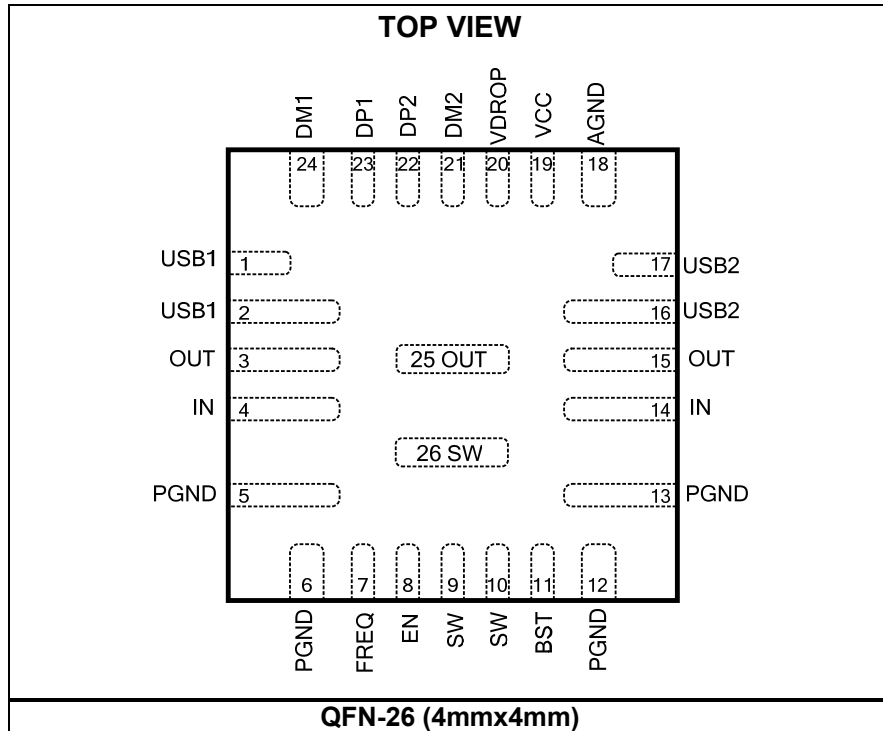 TOP VIEW
DM1 DP1 DP2 DM2 VDROP VCC AGND
24 23 22 21 20 19 18
USB1 1 17 USB2
USB1 2 16 USB2
OUT 3 25 OUT 15 OUT
IN 4 14 IN
26 SW
PGND 5 13 PGND
6 7 8 9 10 11 12
PGND FREQ EN SW SW BST PGND
QFN-26 (4mmx4mm)